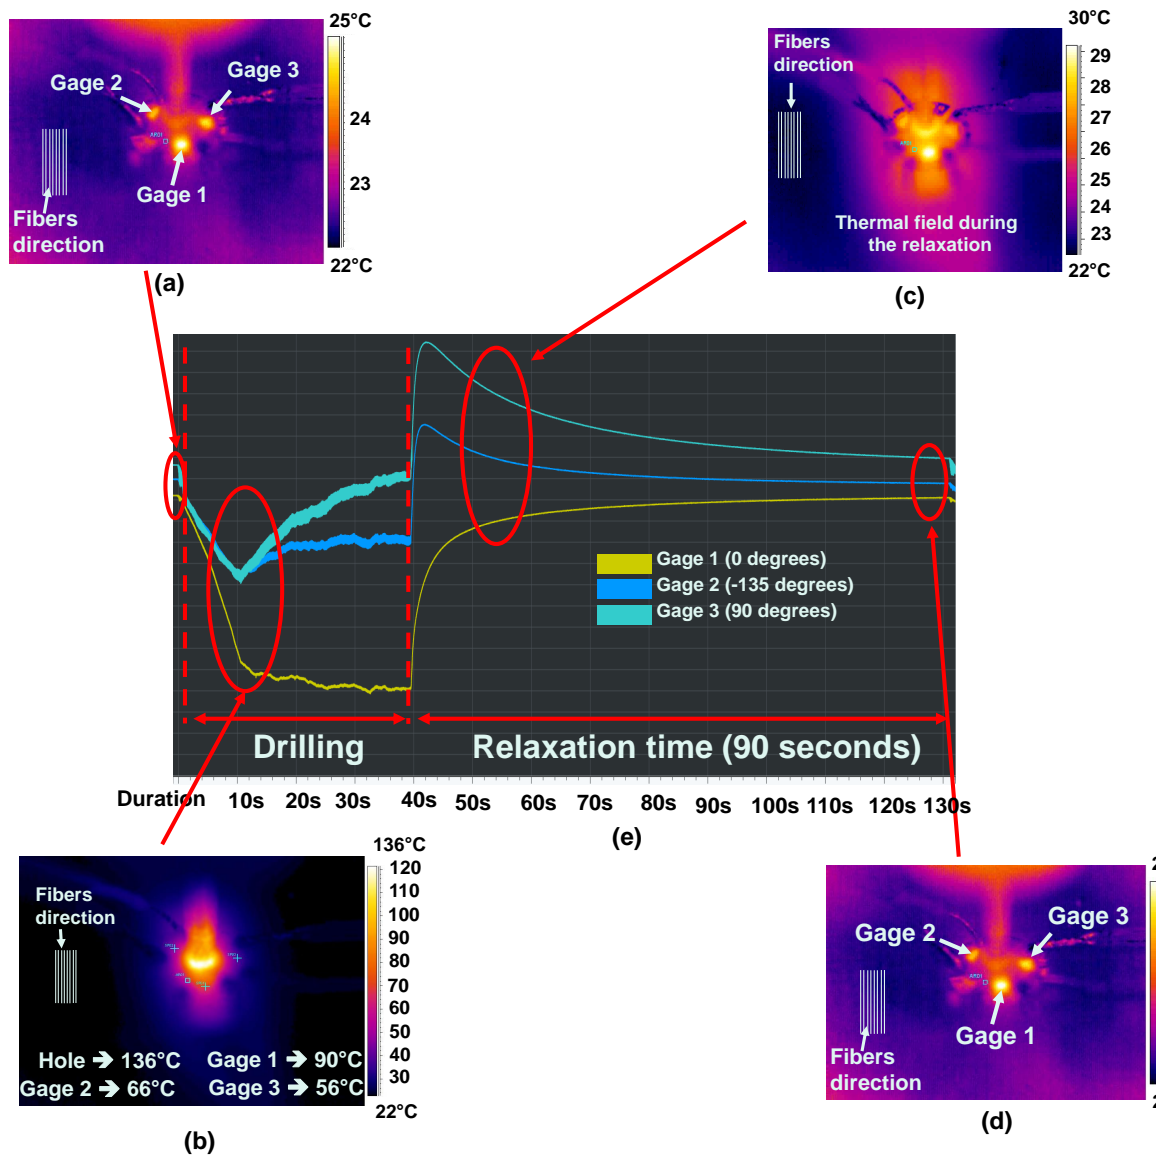 25°C
Gage 2
Gage 3
24
23
Gage 1
Fibers
direction
22°C
(a)
30°C
Fibers
direction
29
28
27
26
25
24
23
Thermal field during
the relaxation
22°C
(c)
Gage 1 (0 degrees)
Gage 2 (-135 degrees)
Gage 3 (90 degrees)
Drilling
Relaxation time (90 seconds)
Duration 10s 20s 30s 40s 50s 60s 70s 80s 90s 100s 110s 120s 130s
(e)
136°C
Fibers
direction
120
110
100
90
80
70
60
50
40
30
Hole ➔ 136°C Gage 1 ➔ 90°C
Gage 2 ➔ 66°C Gage 3 ➔ 56°C
22°C
(b)
2
Gage 2
Gage 3
Gage 1
Fibers
direction
2
(d)